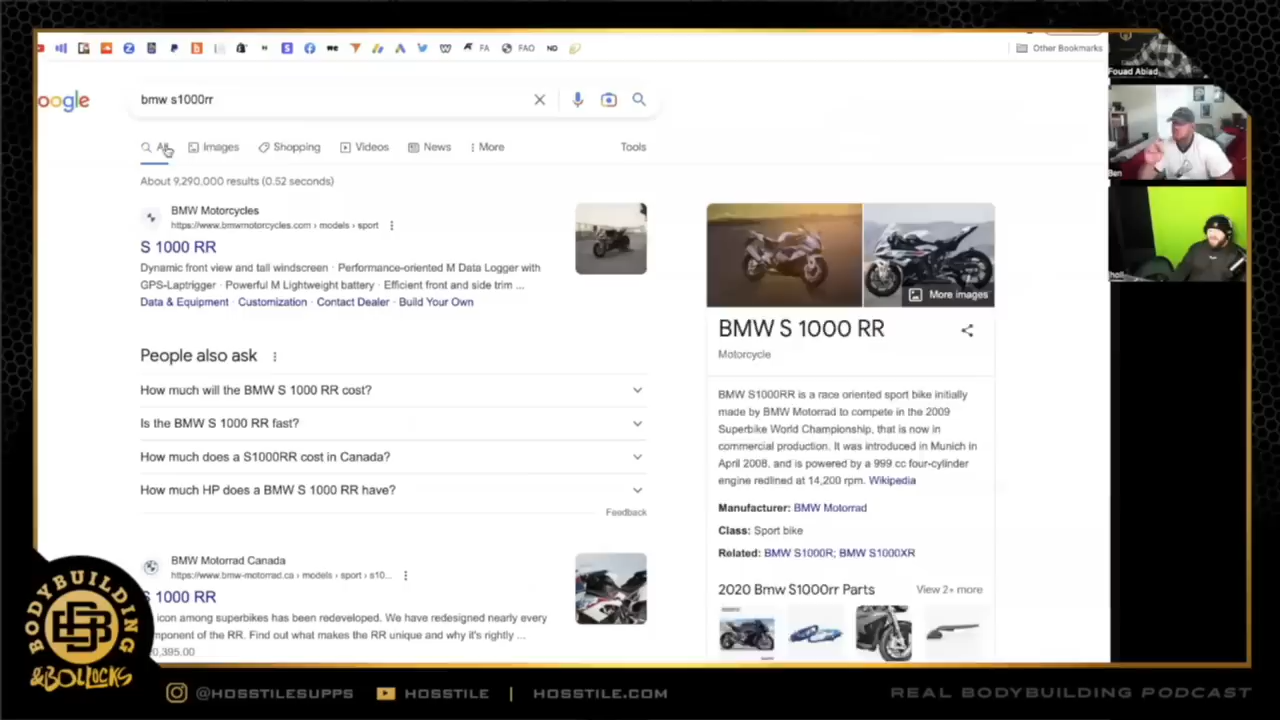 FA
FAO
ND
Other Bookmarks
Fouad Abiad
oogle
bmw s1000rr
All
Images
Shopping
Videos
News
More
Tools
Ben
About 9,290,000 results (0.52 seconds)
BMW Motorcycles
https://www.bmwmotorcycles.com › models › sport
S 1000 RR
Dynamic front view and tall windscreen · Performance-oriented M Data Logger with
GPS-Laptrigger · Powerful M Lightweight battery · Efficient front and side trim ...
Data & Equipment · Customization · Contact Dealer · Build Your Own
People also ask
How much will the BMW S 1000 RR cost?
Is the BMW S 1000 RR fast?
How much does a S1000RR cost in Canada?
How much HP does a BMW S 1000 RR have?
Feedback
BMW Motorrad Canada
https://www.bmw-motorrad.ca › models › sport › s10...
S 1000 RR
icon among superbikes has been redeveloped. We have redesigned nearly every
mponent of the RR. Find out what makes the RR unique and why it's rightly ...
0,395.00
More images
BMW S 1000 RR
Motorcycle
BMW S1000RR is a race oriented sport bike initially
made by BMW Motorrad to compete in the 2009
Superbike World Championship, that is now in
commercial production. It was introduced in Munich in
April 2008, and is powered by a 999 cc four-cylinder
engine redlined at 14,200 rpm. Wikipedia
Manufacturer: BMW Motorrad
Class: Sport bike
Related: BMW S1000R; BMW S1000XR
2020 Bmw S1000rr Parts
View 2+ more
BODYBUILDING
&BOLLOCKS
@HOSSTILESUPPS
HOSSTILE
|
HOSSTILE.COM
REAL BODYBUILDING PODCAST